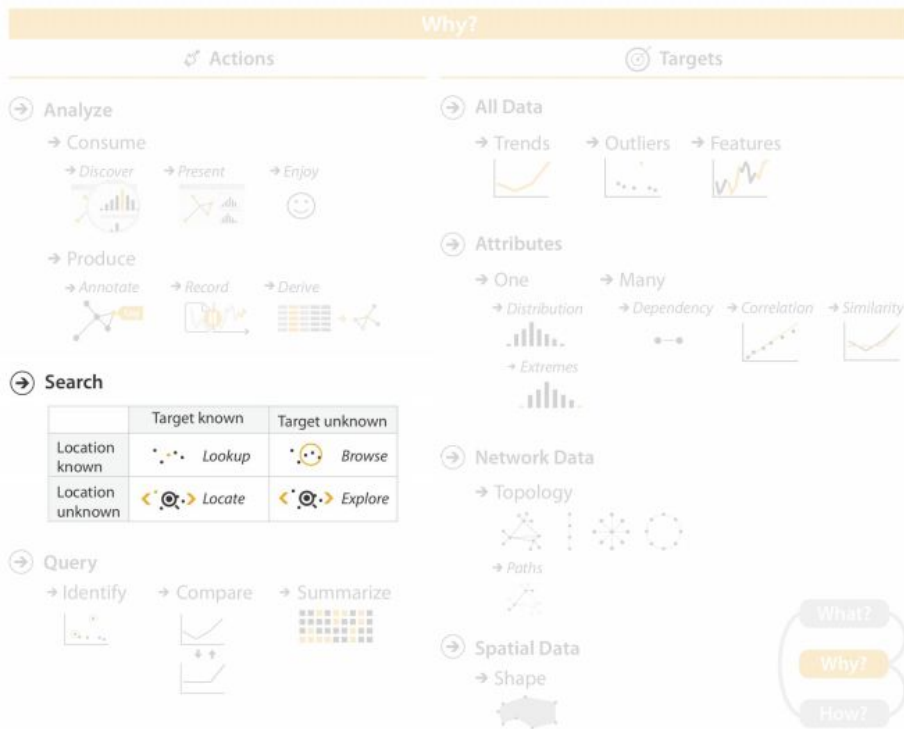 Why?
Actions
Analyze
→ Consume
→ Discover → Present → Enjoy
→ Produce
→ Annotate → Record → Derive
Search
Target known Target unknown
Location known Lookup Browse
Location unknown Locate Explore
Query
→ Identify → Compare → Summarize
Targets
All Data
→ Trends → Outliers → Features
Attributes
→ One → Many
→ Distribution → Dependency → Correlation → Similarity
→ Extremes
Network Data
→ Topology
→ Paths
Spatial Data
→ Shape
What?
Why?
How?